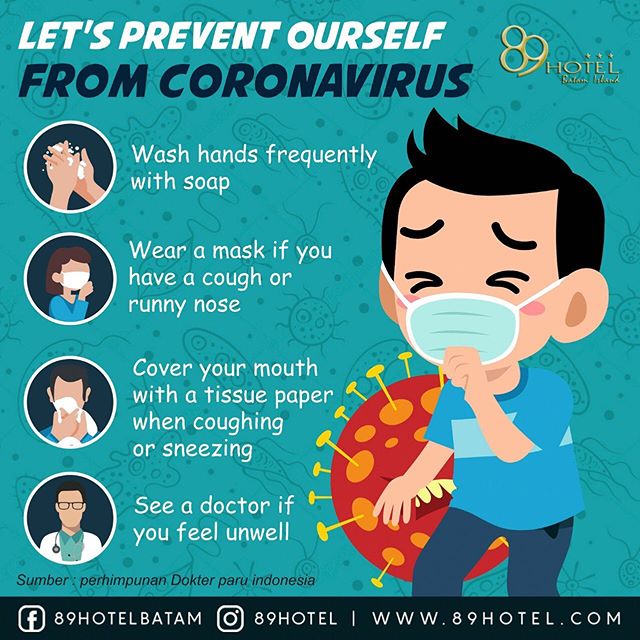 LET'S PREVENT OURSELF
FROM CORONAVIRUS
89 HOTEL
Batam Island
Wash hands frequently
with soap
Wear a mask if you
have a cough or
runny nose
Cover your mouth
with a tissue paper
when coughing
or sneezing
See a doctor if
you feel unwell
Sumber : perhimpunan Dokter paru indonesia
89HOTELBATAM 89HOTEL | WWW.89HOTEL.COM